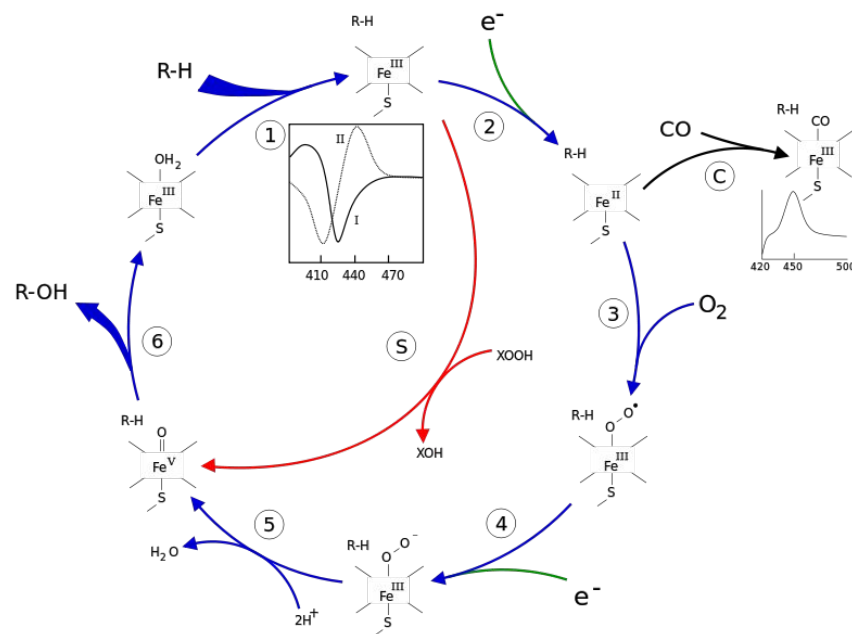 R-H
Fe III
S
e-
R-H
1
2
II
I
410 440 470
OH2
Fe III
S
R-H
Fe II
S
CO
C
R-H
CO
Fe III
S
420 450 500
R-OH
6
S
3
O2
XOOH
XOH
R-H
O
Fe V
S
R-H
O O•
Fe III
S
5
4
H2O
2H+
R-H
O O-
Fe III
S
e-